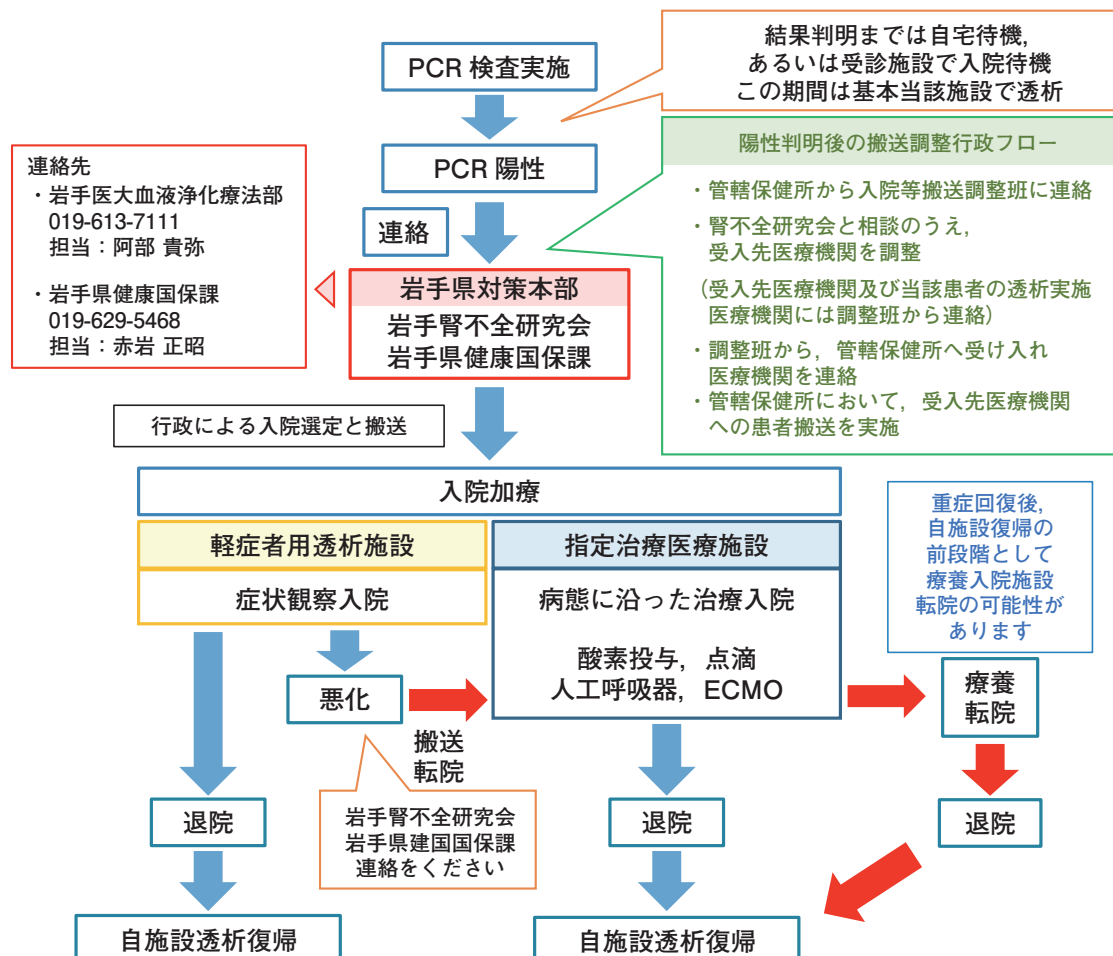 PCR 検査実施
結果判明までは自宅待機，
あるいは受診施設で入院待機
この期間は基本当該施設で透析
PCR 陽性
陽性判明後の搬送調整行政フロー
・管轄保健所から入院等搬送調整班に連絡
・腎不全研究会と相談のうえ，
受入先医療機関を調整
（受入先医療機関及び当該患者の透析実施
医療機関には調整班から連絡）
・調整班から，管轄保健所へ受け入れ
医療機関を連絡
・管轄保健所において，受入先医療機関
への患者搬送を実施
連絡先
・岩手医大血液浄化療法部
019-613-7111
担当：阿部 貴弥
・岩手県健康国保課
019-629-5468
担当：赤岩 正昭
連絡
岩手県対策本部
岩手腎不全研究会
岩手県健康国保課
行政による入院選定と搬送
入院加療
軽症者用透析施設
症状観察入院
指定治療医療施設
病態に沿った治療入院
酸素投与，点滴
人工呼吸器，ECMO
重症回復後，
自施設復帰の
前段階として
療養入院施設
転院の可能性が
あります
悪化
搬送
転院
療養
転院
岩手腎不全研究会
岩手県建国国保課
連絡をください
退院
退院
退院
自施設透析復帰
自施設透析復帰